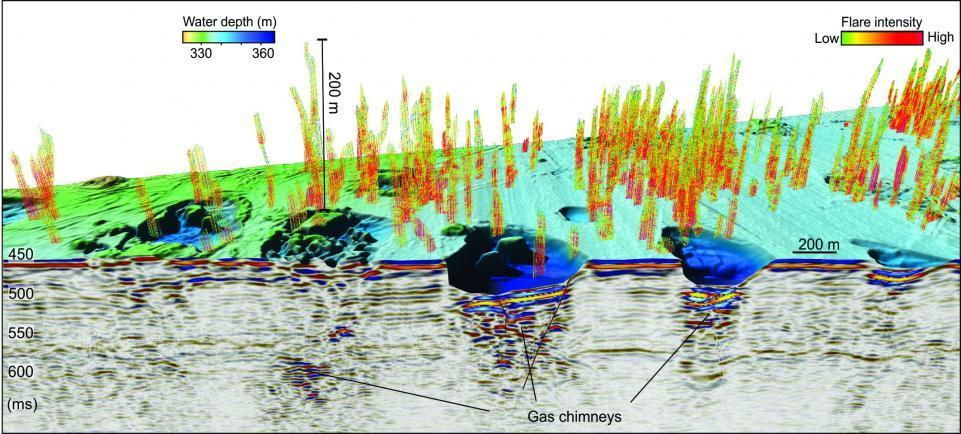 Water depth (m)
330 360
Flare intensity
Low High
200 m
200 m
450
500
550
600
(ms)
Gas chimneys